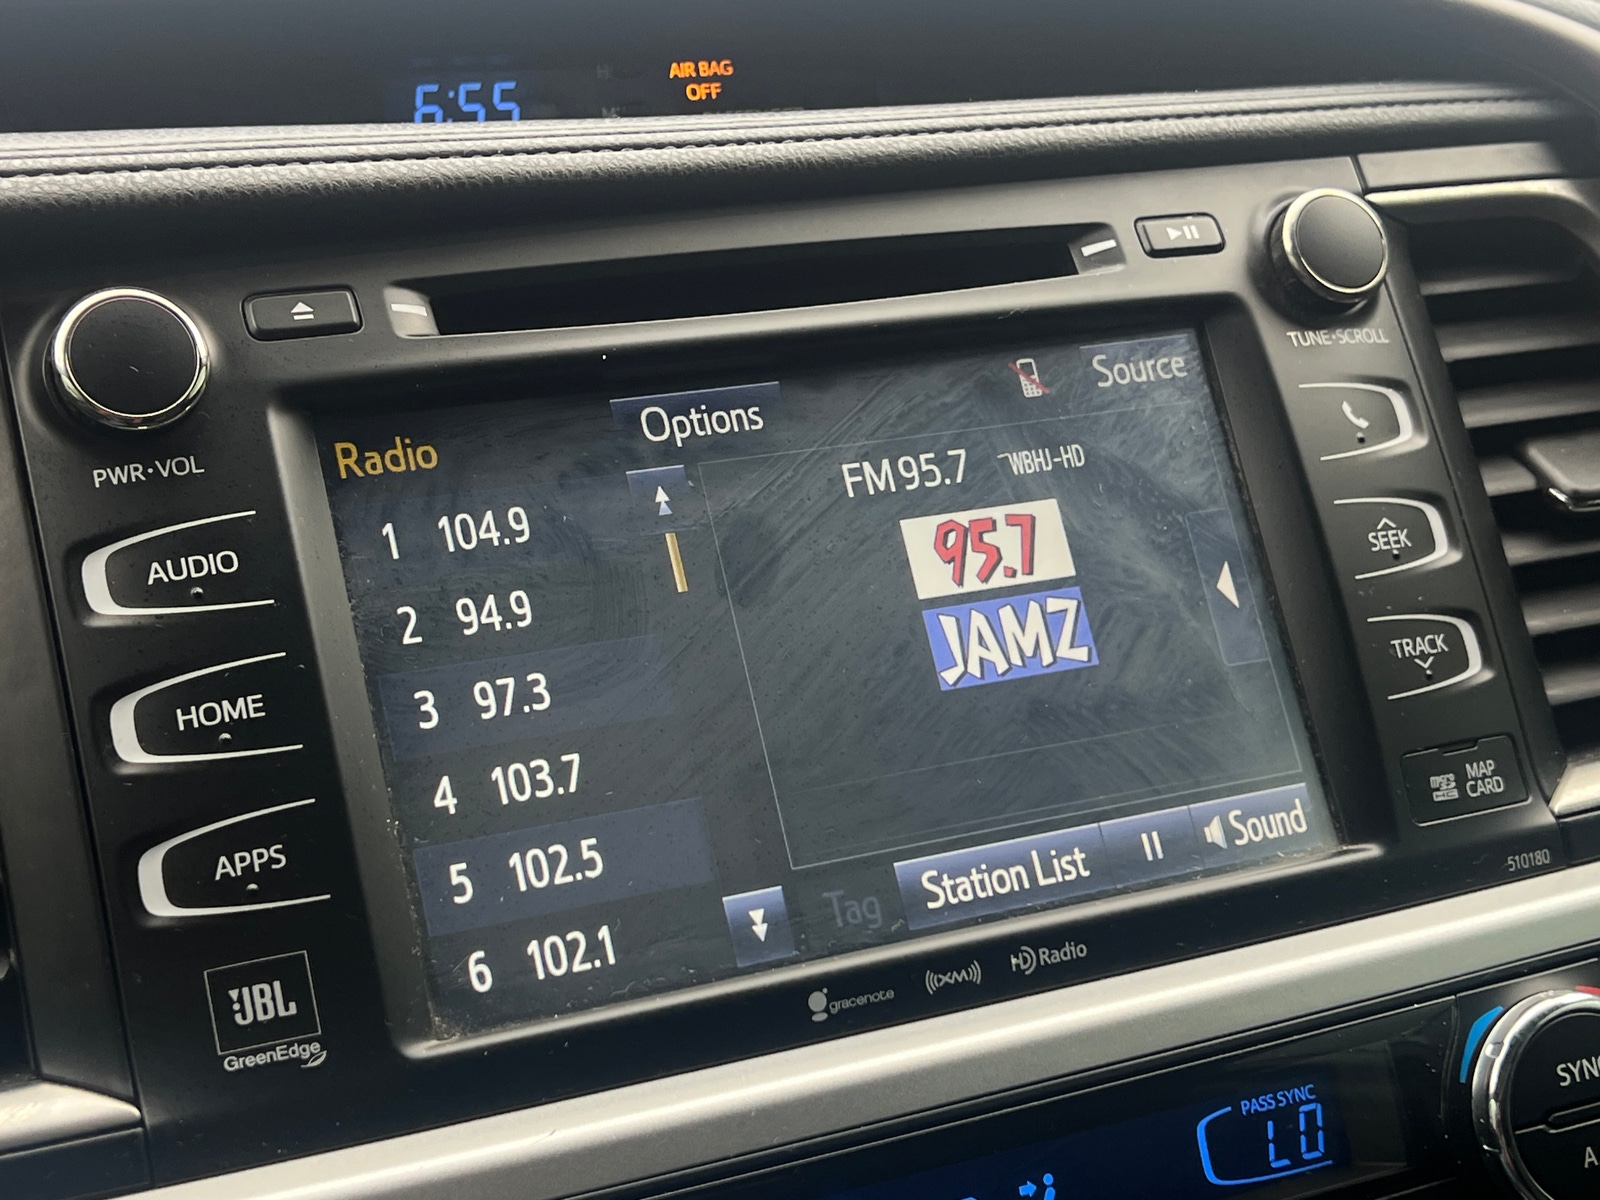 6:55
AIR BAG
OFF
PWR•VOL
TUNE•SCROLL
Source
Options
Radio
FM 95.7 WBHJ-HD
95.7
JAMZ
1 104.9
2 94.9
3 97.3
4 103.7
5 102.5
6 102.1
Tag
Station List
Sound
AUDIO
HOME
APPS
SEEK
TRACK
micro
MAP
CARD
510180
JBL
GreenEdge
gracenote
((XM))
HD Radio
PASS SYNC
LO